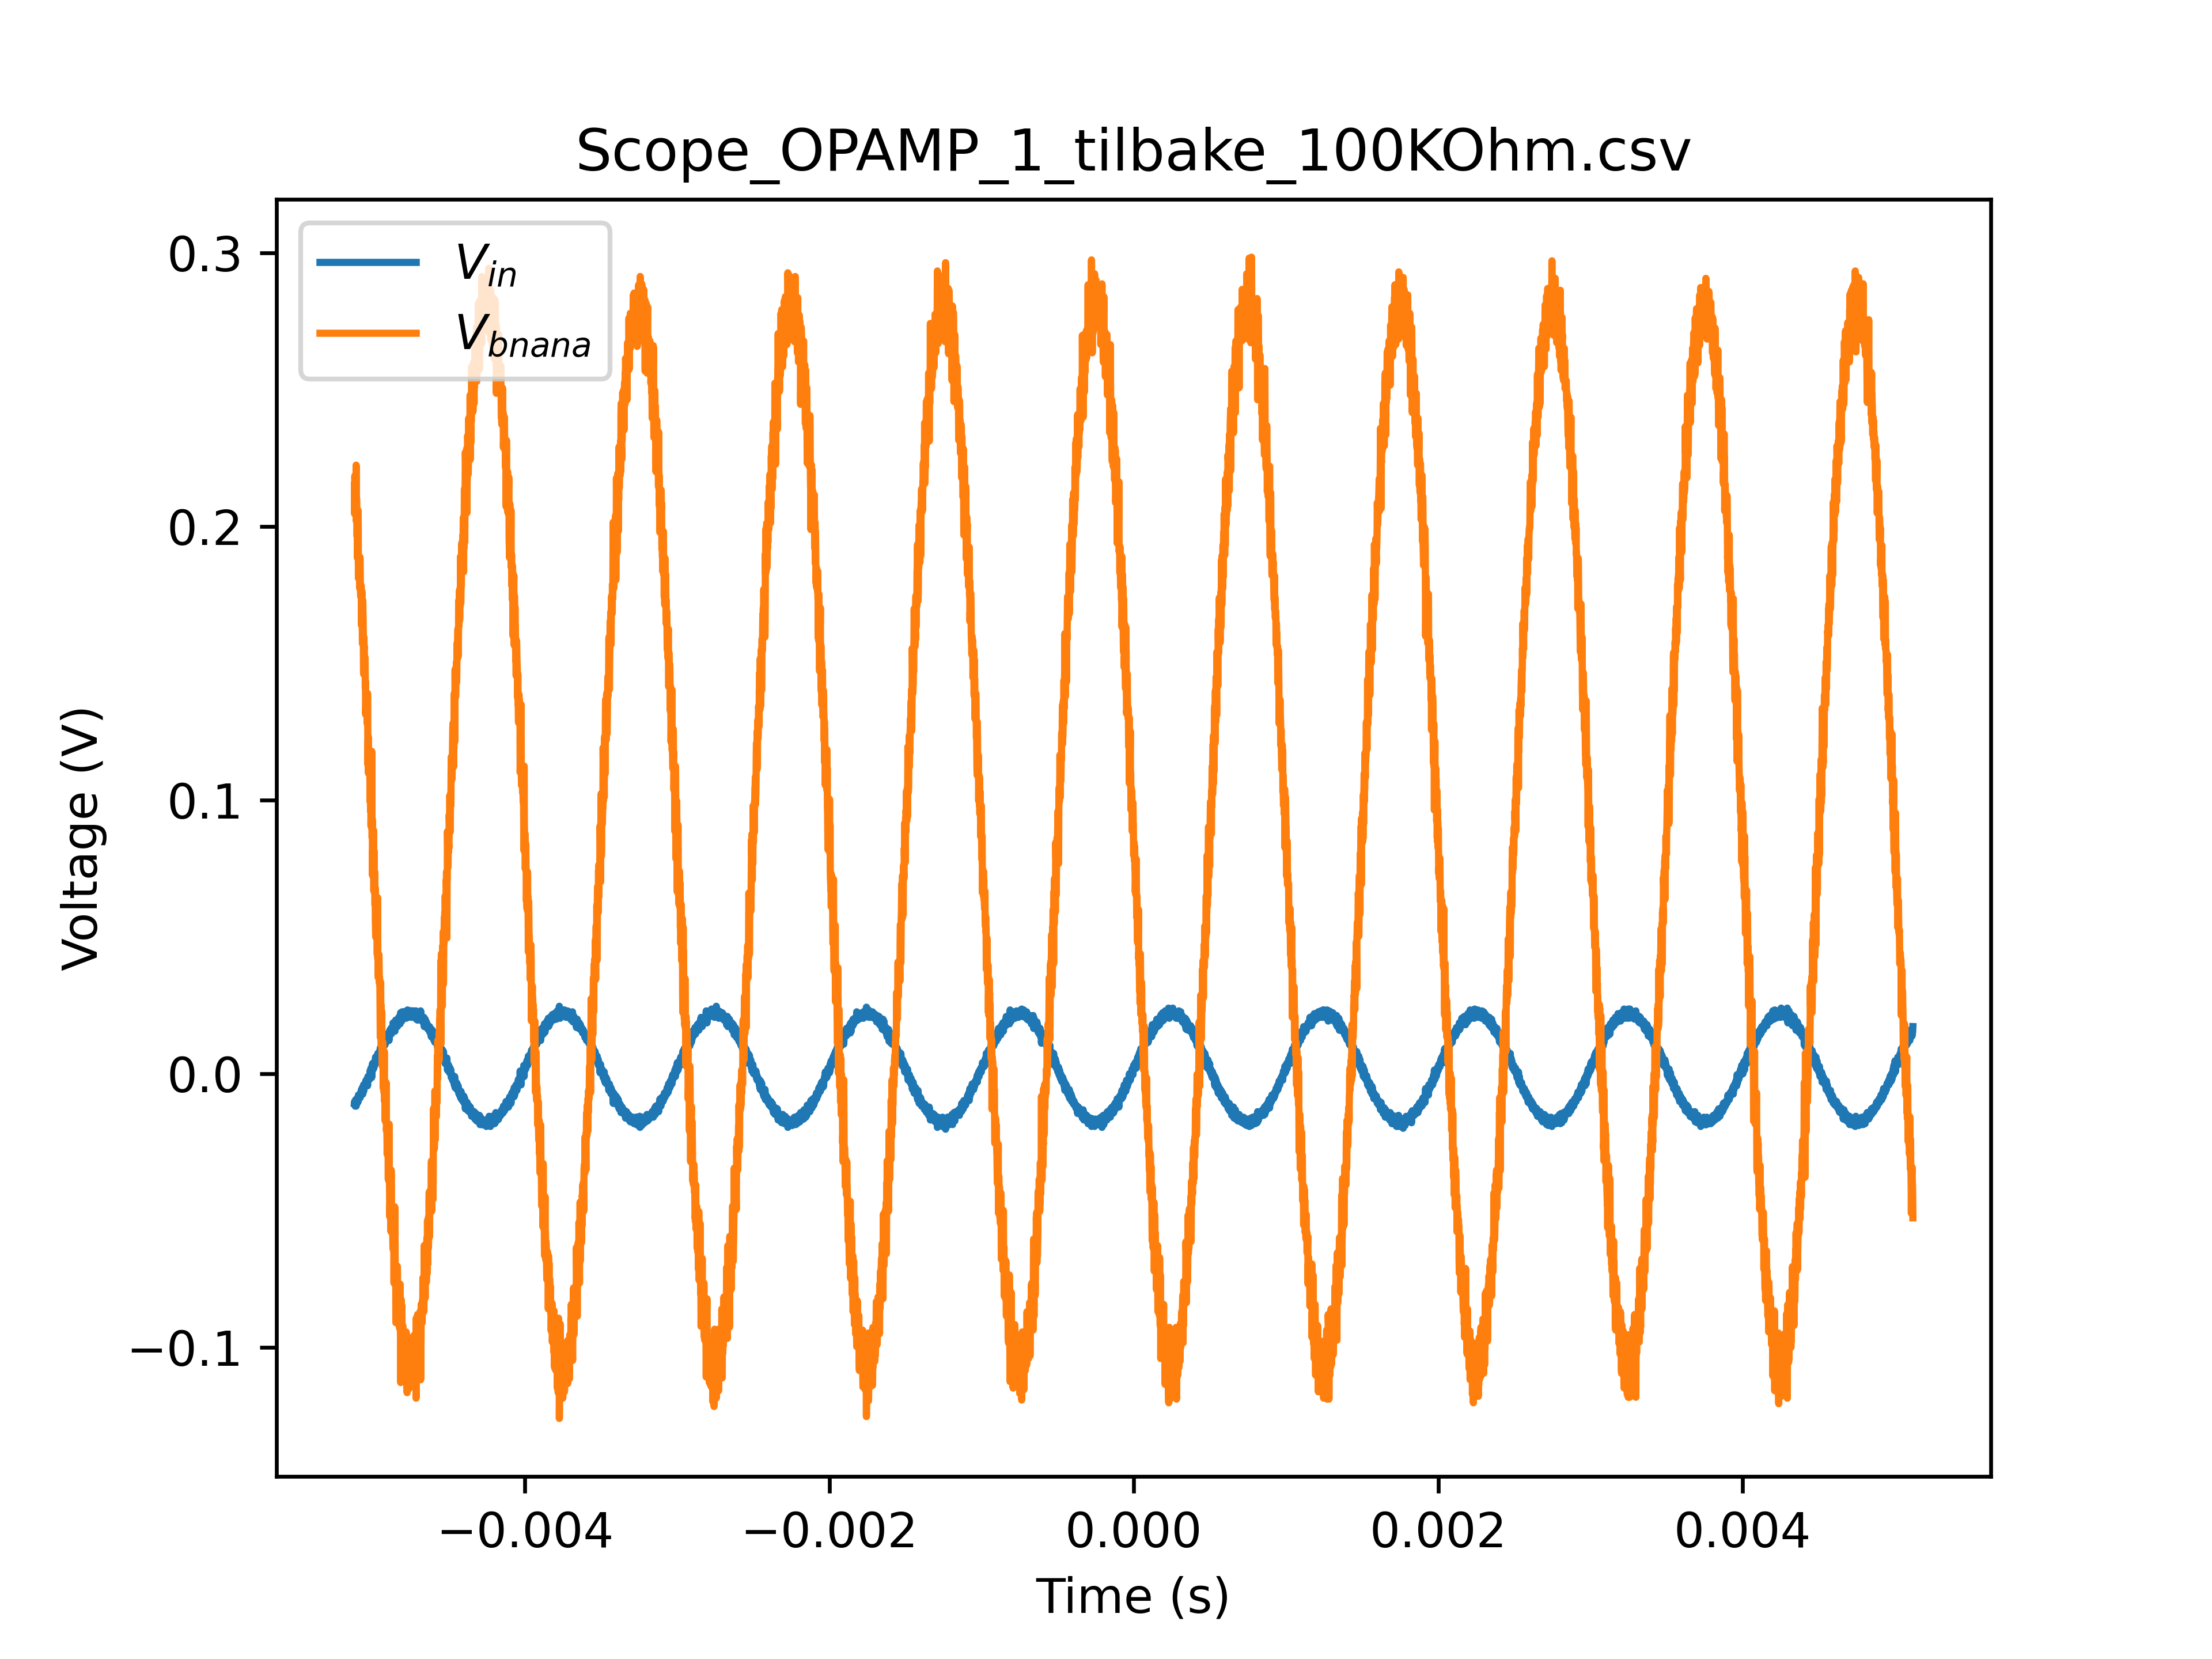 Scope_OPAMP_1_tilbake_100KOhm.csv
V_in
V_bnana
0.3
0.2
0.1
0.0
−0.1
Voltage (V)
−0.004 −0.002 0.000 0.002 0.004
Time (s)